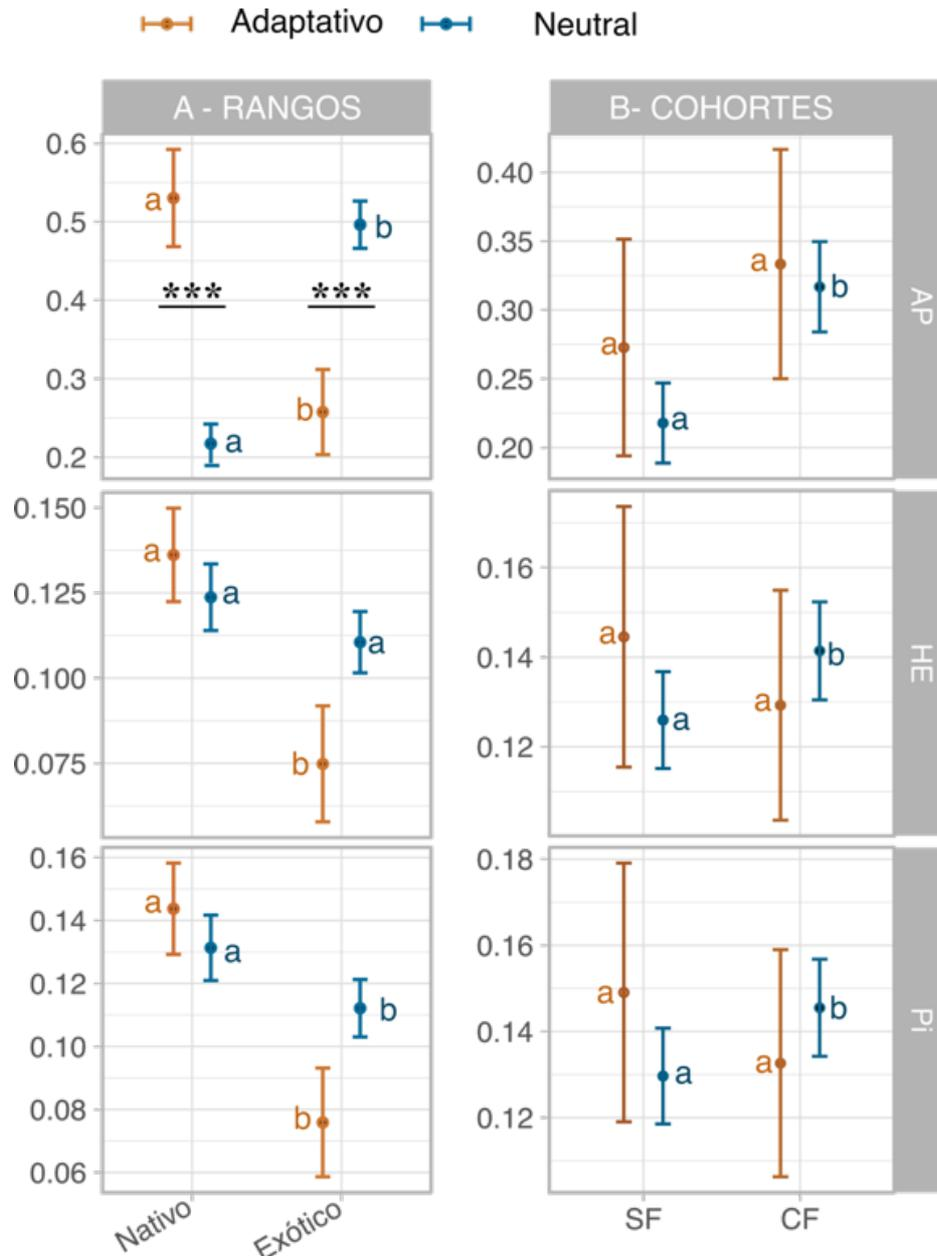 Adaptativo Neutral
A - RANGOS B- COHORTES
0.6
0.5
0.4
0.3
0.2
a
b
*** ***
b
a
0.40
0.35
0.30
0.25
0.20
a
b
a
a
AP
0.150
0.125
0.100
0.075
a
a
a
b
0.16
0.14
0.12
a
a
a
b
HE
0.16
0.14
0.12
0.10
0.08
0.06
a
a
b
b
0.18
0.16
0.14
0.12
a
a
a
b
Pi
Nativo Exótico SF CF